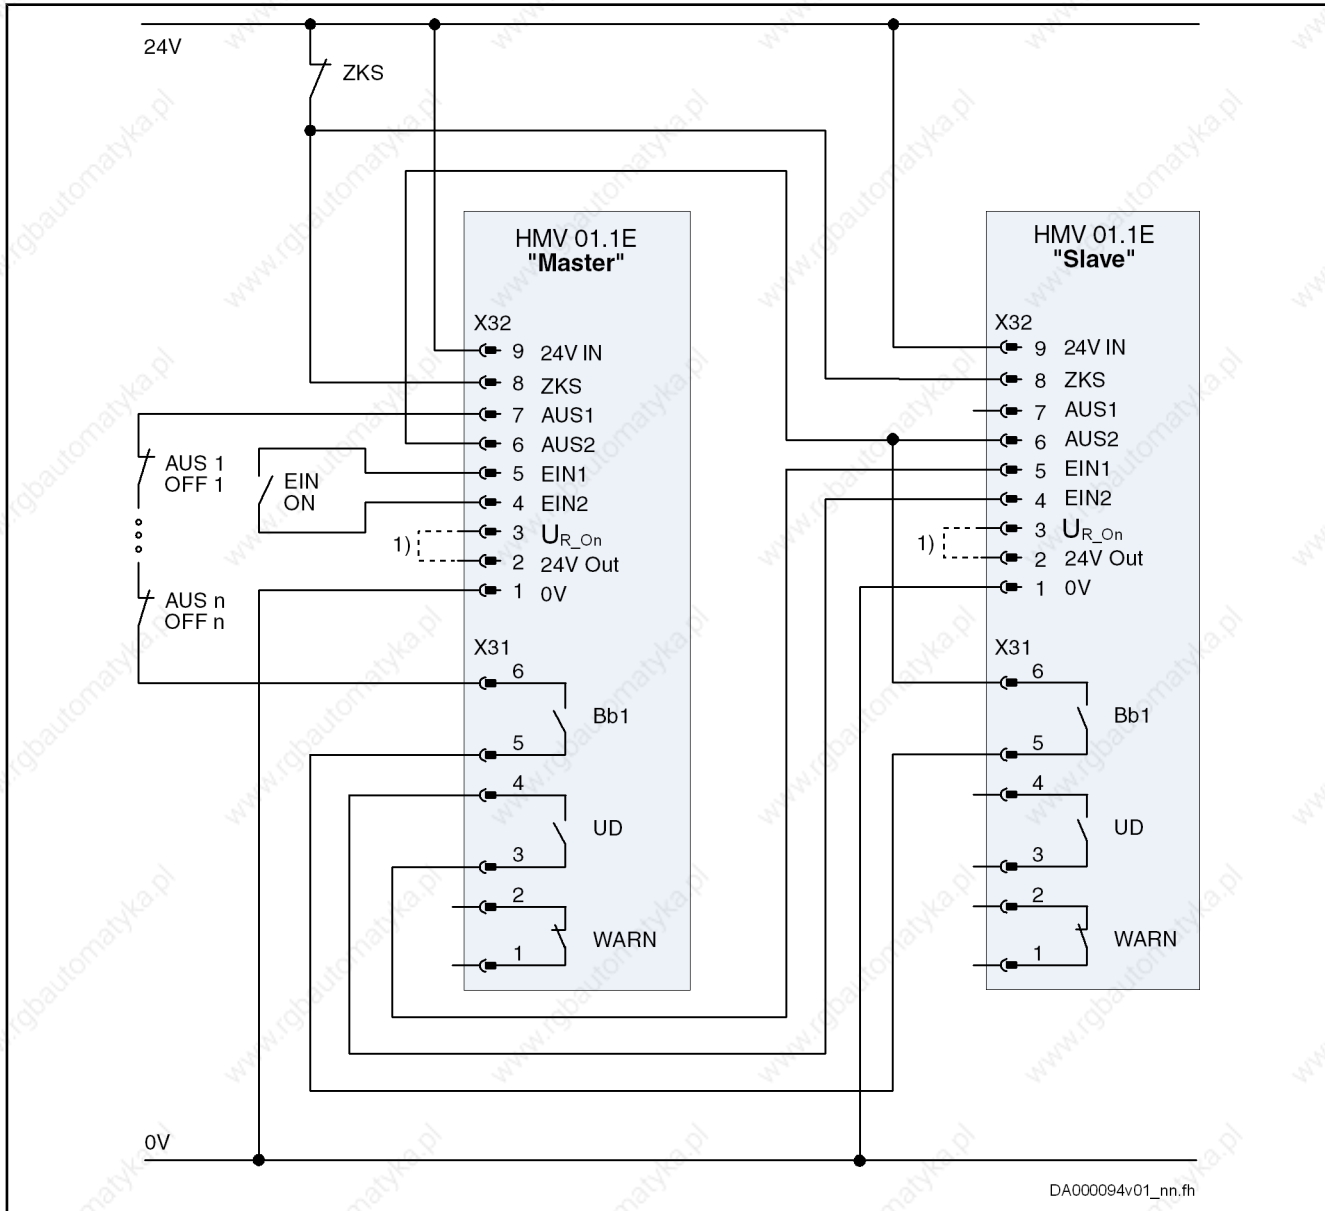 24V
ZKS
HMV 01.1E
"Master"
X32
9 24V IN
8 ZKS
7 AUS1
6 AUS2
5 EIN1
4 EIN2
3 UR_On
2 24V Out
1 0V
AUS 1
OFF 1
EIN
ON
1)
AUS n
OFF n
X31
6
Bb1
5
4
UD
3
2
WARN
1
HMV 01.1E
"Slave"
X32
9 24V IN
8 ZKS
7 AUS1
6 AUS2
5 EIN1
4 EIN2
3 UR_On
2 24V Out
1 0V
1)
X31
6
Bb1
5
4
UD
3
2
WARN
1
0V
DA000094v01_nn.fh
www.rgbautomatyka.pl